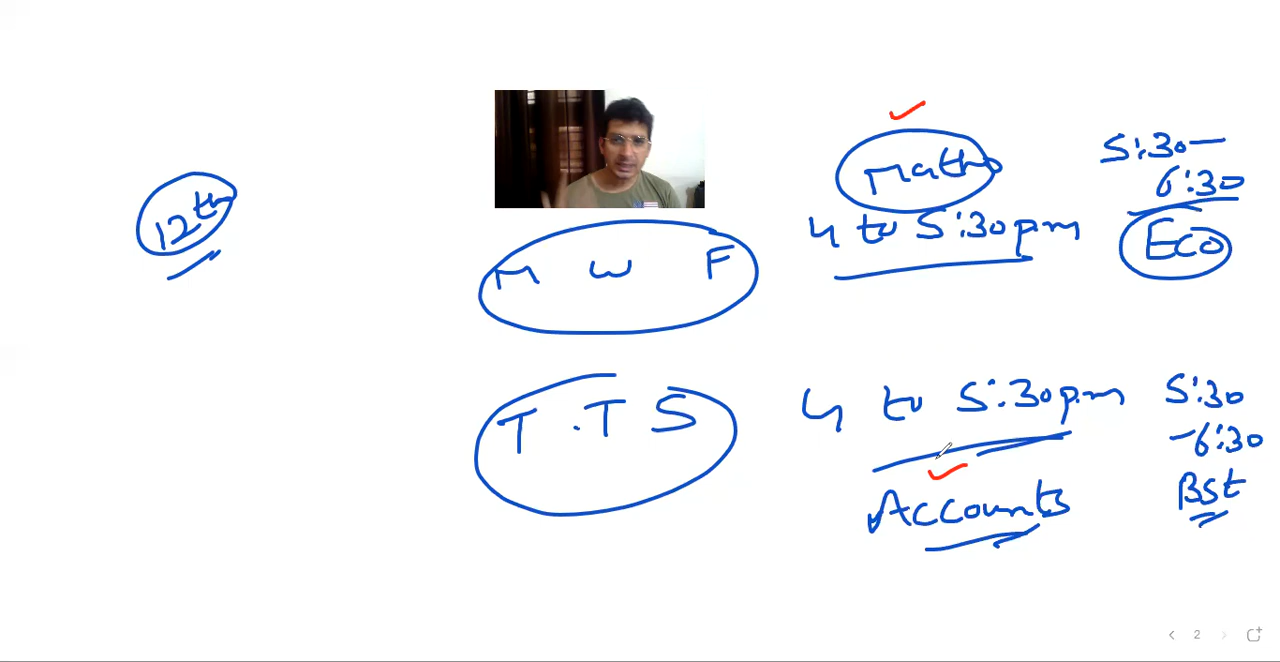 12th
M W F
Maths
4 to 5:30pm
5:30-
6:30
Eco
T .T S
4 to 5:30pm
Accounts
5:30
-6:30
Bst
2